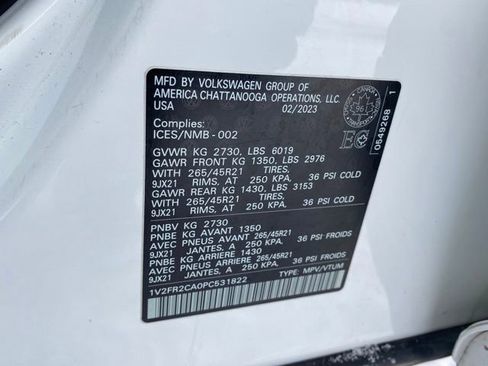 MFD BY VOLKSWAGEN GROUP OF
AMERICA CHATTANOOGA OPERATIONS, LLC.
USA 02/2023
Complies:
ICES/NMB-002
GVWR KG 2730, LBS 6019
GAWR FRONT KG 1350, LBS 2976
WITH 265/45R21 TIRES,
9JX21 RIMS, AT 250 KPA, 36 PSI COLD
GAWR REAR KG 1430, LBS 3153
WITH 265/45R21 TIRES,
9JX21 RIMS, AT 250 KPA, 36 PSI COLD
PNBV KG 2730
PNBE KG AVANT 1350
AVEC PNEUS AVANT 265/45R21
9JX21 JANTES, A 250 KPA, 36 PSI FROIDS
PNBE KG ARRIERE 1430
AVEC PNEUS ARRIERE 265/45R21
9JX21 JANTES, A 250 KPA, 36 PSI FROIDS
1V2FR2CA0PC531822 TYPE: MPV/VTUM
96
0549268 1